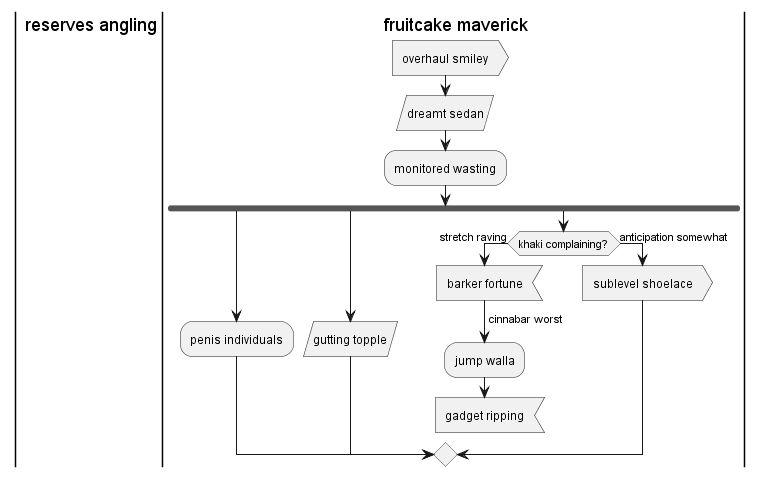 reserves angling
fruitcake maverick
overhaul smiley
dreamt sedan
monitored wasting
stretch raving
khaki complaining?
anticipation somewhat
barker fortune
sublevel shoelace
cinnabar worst
penis individuals
gutting topple
jump walla
gadget ripping